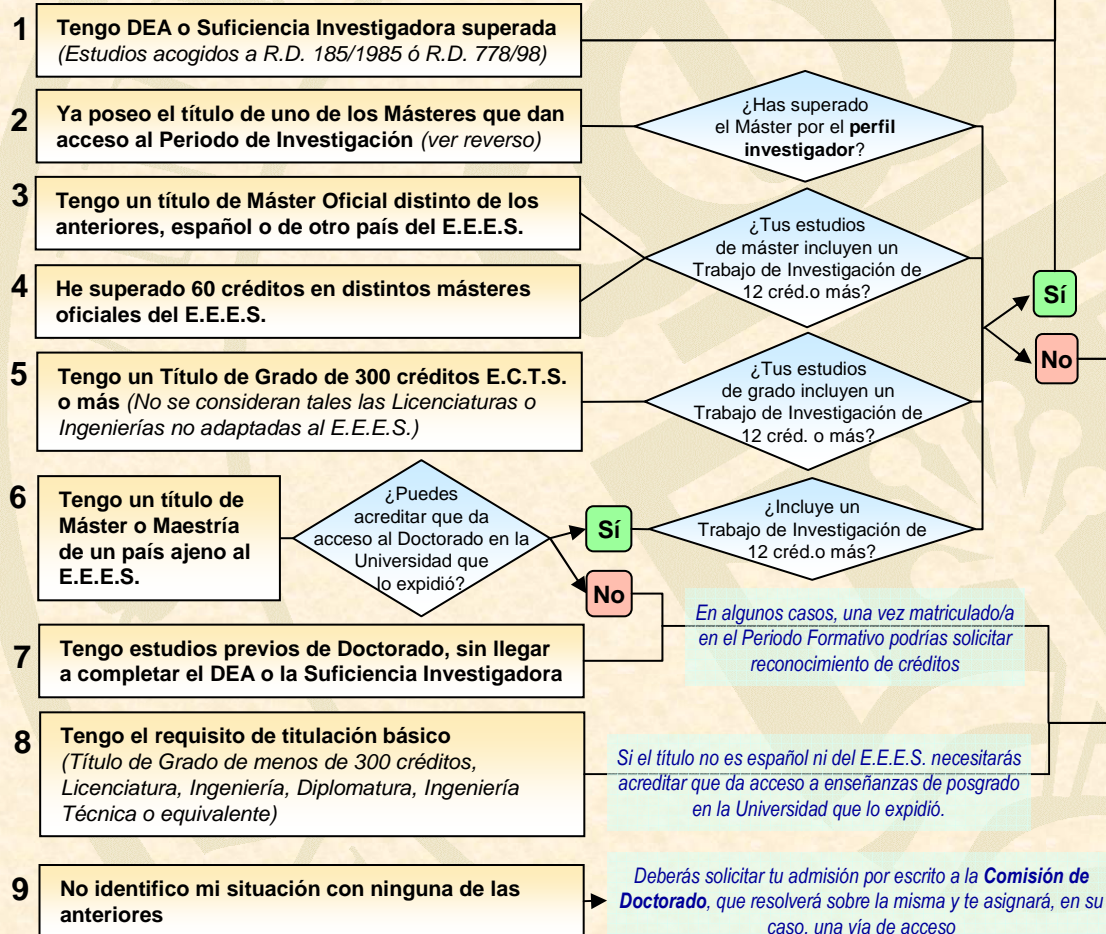 1
Tengo DEA o Suficiencia Investigadora superada
(Estudios acogidos a R.D. 185/1985 ó R.D. 778/98)
2
Ya poseo el título de uno de los Másteres que dan
acceso al Periodo de Investigación (ver reverso)
¿Has superado
el Máster por el perfil
investigador?
3
Tengo un título de Máster Oficial distinto de los
anteriores, español o de otro país del E.E.E.S.
4
He superado 60 créditos en distintos másteres
oficiales del E.E.E.S.
¿Tus estudios
de máster incluyen un
Trabajo de Investigación de
12 créd.o más?
Sí
No
5
Tengo un Título de Grado de 300 créditos E.C.T.S.
o más (No se consideran tales las Licenciaturas o
Ingenierías no adaptadas al E.E.E.S.)
¿Tus estudios
de grado incluyen un
Trabajo de Investigación de
12 créd. o más?
6
Tengo un título de
Máster o Maestría
de un país ajeno al
E.E.E.S.
¿Puedes
acreditar que da
acceso al Doctorado en la
Universidad que
lo expidió?
Sí
No
¿Incluye un
Trabajo de Investigación de
12 créd.o más?
En algunos casos, una vez matriculado/a
en el Periodo Formativo podrías solicitar
reconocimiento de créditos
7
Tengo estudios previos de Doctorado, sin llegar
a completar el DEA o la Suficiencia Investigadora
8
Tengo el requisito de titulación básico
(Título de Grado de menos de 300 créditos,
Licenciatura, Ingeniería, Diplomatura, Ingeniería
Técnica o equivalente)
Si el título no es español ni del E.E.E.S. necesitarás
acreditar que da acceso a enseñanzas de posgrado
en la Universidad que lo expidió.
9
No identifico mi situación con ninguna de las
anteriores
Deberás solicitar tu admisión por escrito a la Comisión de
Doctorado, que resolverá sobre la misma y te asignará, en su
caso, una vía de acceso